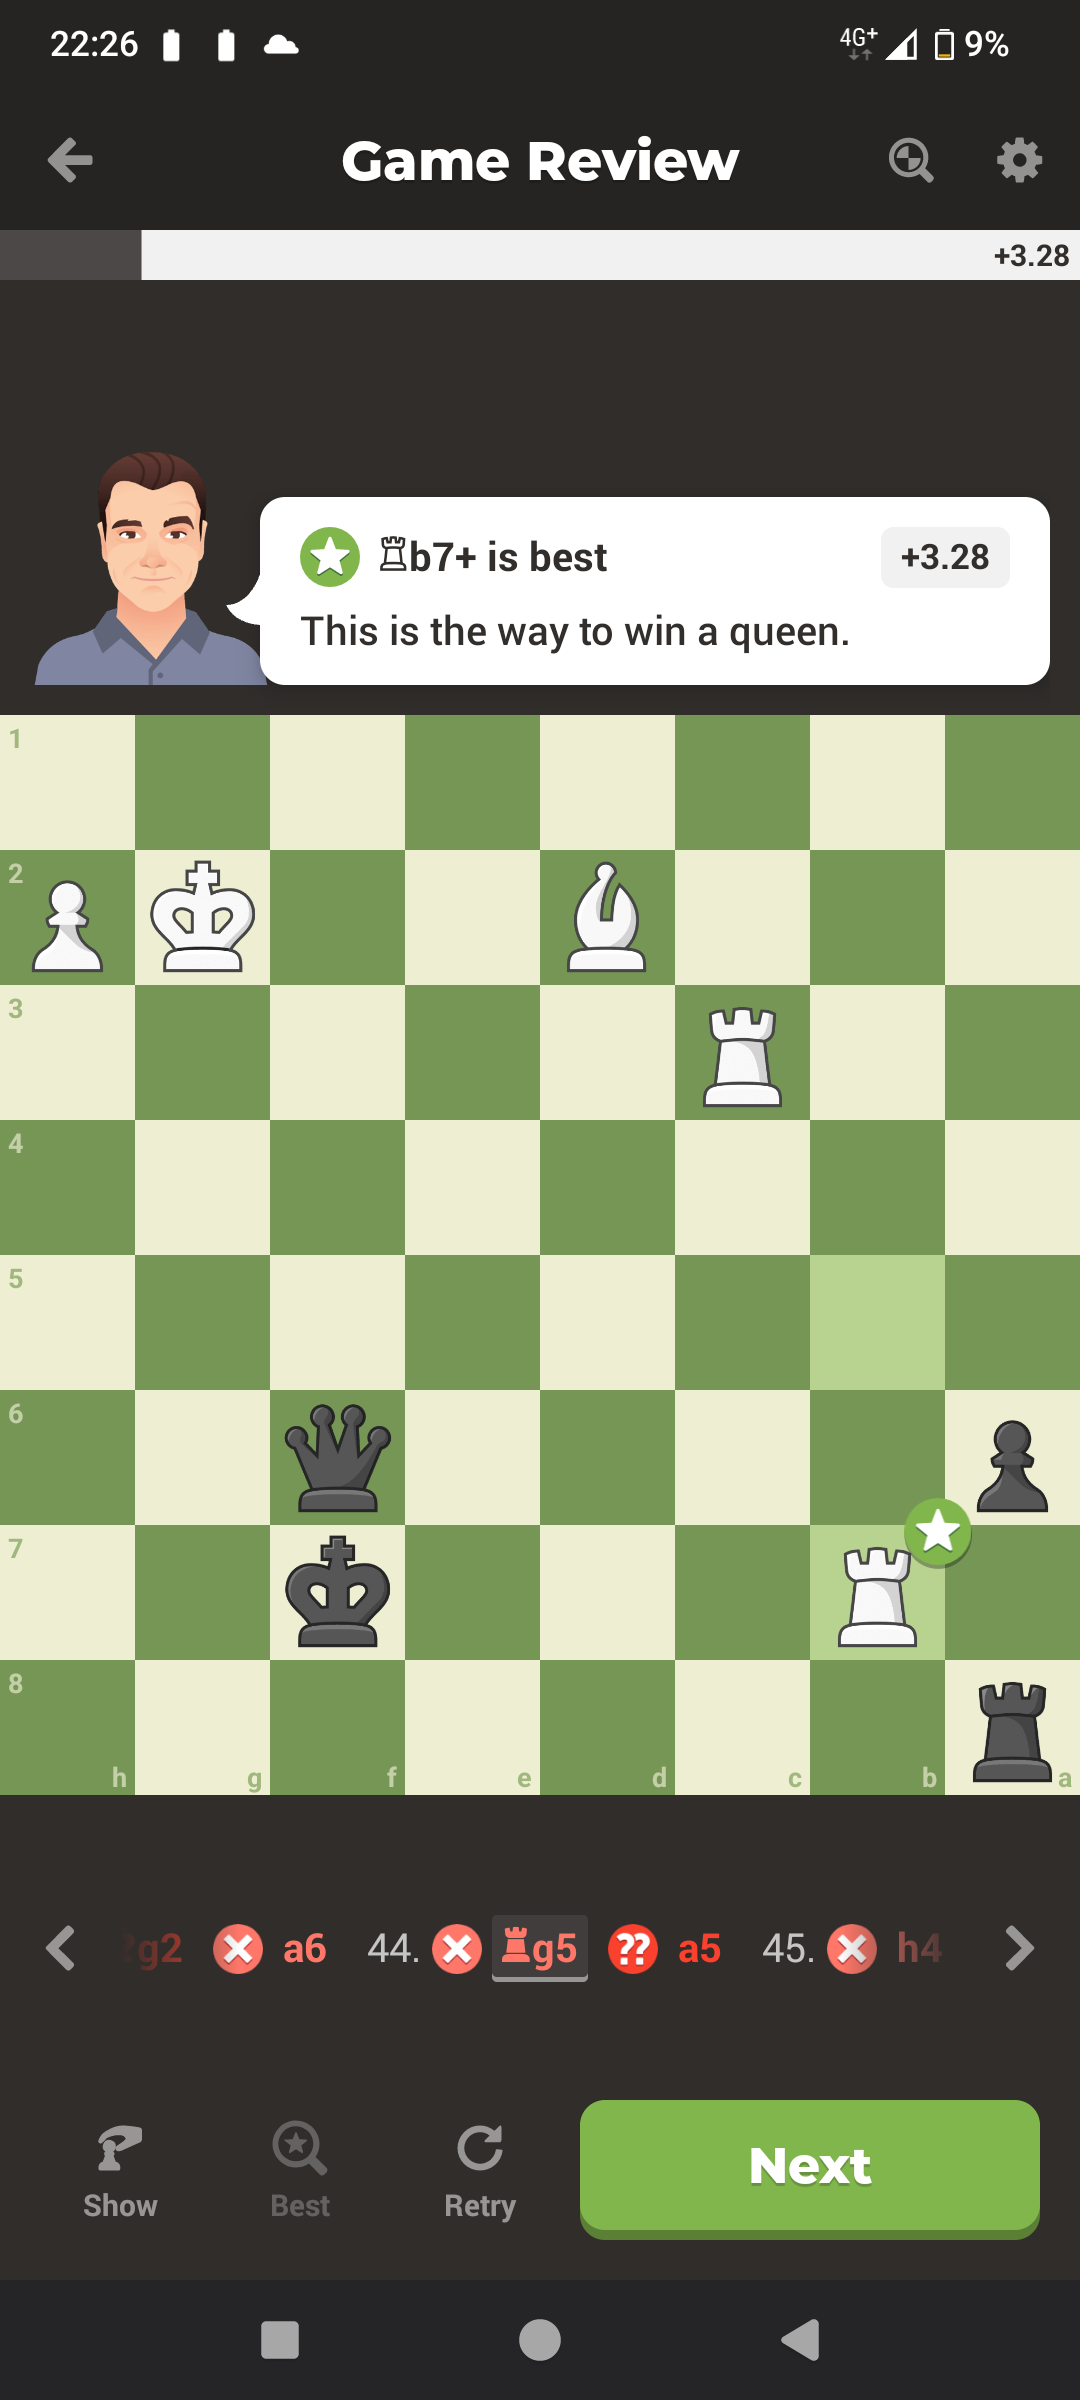 22:26 4G+ 9%
Game Review
+3.28
b7+ is best +3.28
This is the way to win a queen.
1
2
3
4
5
6
7
8
h g f e d c b a
g2 a6 44. g5 ?? a5 45. h4
Show Best Retry Next